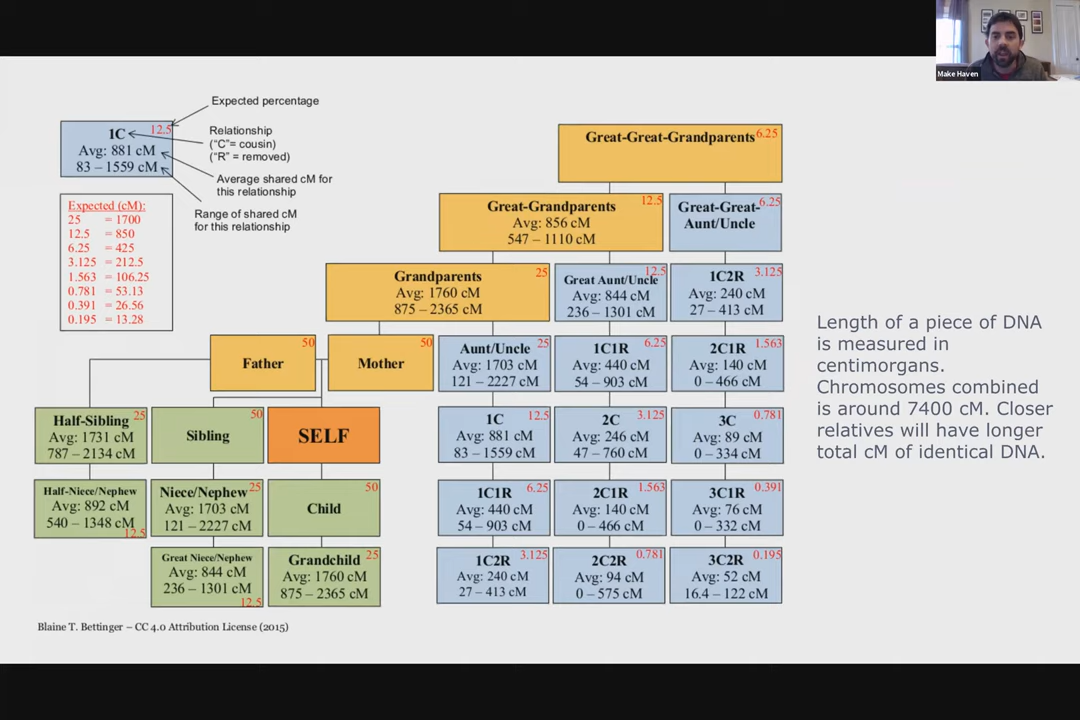 Make Haven
Expected percentage
1C 12.5
Avg: 881 cM
83 – 1559 cM
Relationship
("C"= cousin)
("R" = removed)
Average shared cM for
this relationship
Range of shared cM
for this relationship
Expected (cM):
25 = 1700
12.5 = 850
6.25 = 425
3.125 = 212.5
1.563 = 106.25
0.781 = 53.13
0.391 = 26.56
0.195 = 13.28
Great-Great-Grandparents 6.25
Great-Grandparents 12.5
Avg: 856 cM
547 – 1110 cM
Great-Great- 6.25
Aunt/Uncle
Grandparents 25
Avg: 1760 cM
875 – 2365 cM
Great Aunt/Uncle 12.5
Avg: 844 cM
236 – 1301 cM
1C2R 3.125
Avg: 240 cM
27 – 413 cM
Father 50
Mother 50
Aunt/Uncle 25
Avg: 1703 cM
121 – 2227 cM
1C1R 6.25
Avg: 440 cM
54 – 903 cM
2C1R 1.563
Avg: 140 cM
0 – 466 cM
Half-Sibling 25
Avg: 1731 cM
787 – 2134 cM
Sibling 50
SELF
1C 12.5
Avg: 881 cM
83 – 1559 cM
2C 3.125
Avg: 246 cM
47 – 760 cM
3C 0.781
Avg: 89 cM
0 – 334 cM
Half-Niece/Nephew
Avg: 892 cM
540 – 1348 cM
12.5
Niece/Nephew 25
Avg: 1703 cM
121 – 2227 cM
Child 50
1C1R 6.25
Avg: 440 cM
54 – 903 cM
2C1R 1.563
Avg: 140 cM
0 – 466 cM
3C1R 0.391
Avg: 76 cM
0 – 332 cM
Great Niece/Nephew
Avg: 844 cM
236 – 1301 cM
12.5
Grandchild 25
Avg: 1760 cM
875 – 2365 cM
1C2R 3.125
Avg: 240 cM
27 – 413 cM
2C2R 0.781
Avg: 94 cM
0 – 575 cM
3C2R 0.195
Avg: 52 cM
16.4 – 122 cM
Blaine T. Bettinger – CC 4.0 Attribution License (2015)
Length of a piece of DNA
is measured in
centimorgans.
Chromosomes combined
is around 7400 cM. Closer
relatives will have longer
total cM of identical DNA.